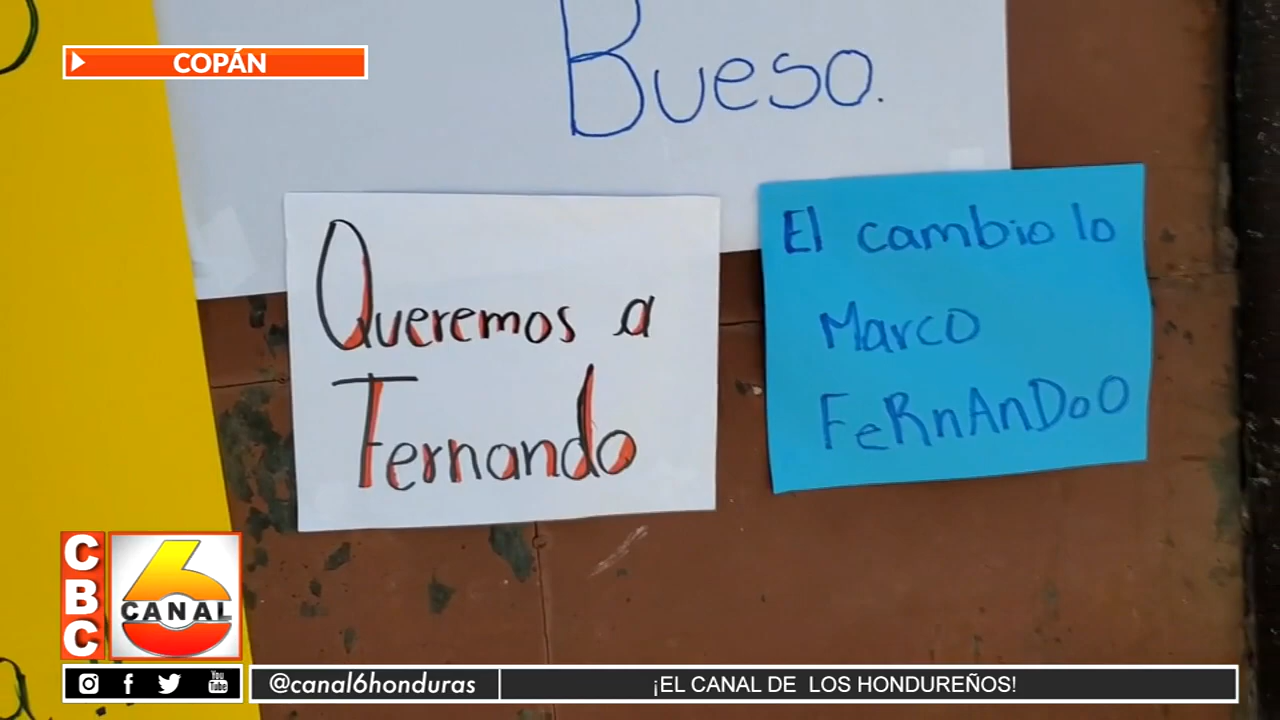 COPÁN
Bueso.
Queremos a
Fernando
El cambio lo
Marco
FeRnAnDoO
CBC
6
CANAL
You
Tube
@canal6honduras
¡EL CANAL DE LOS HONDUREÑOS!